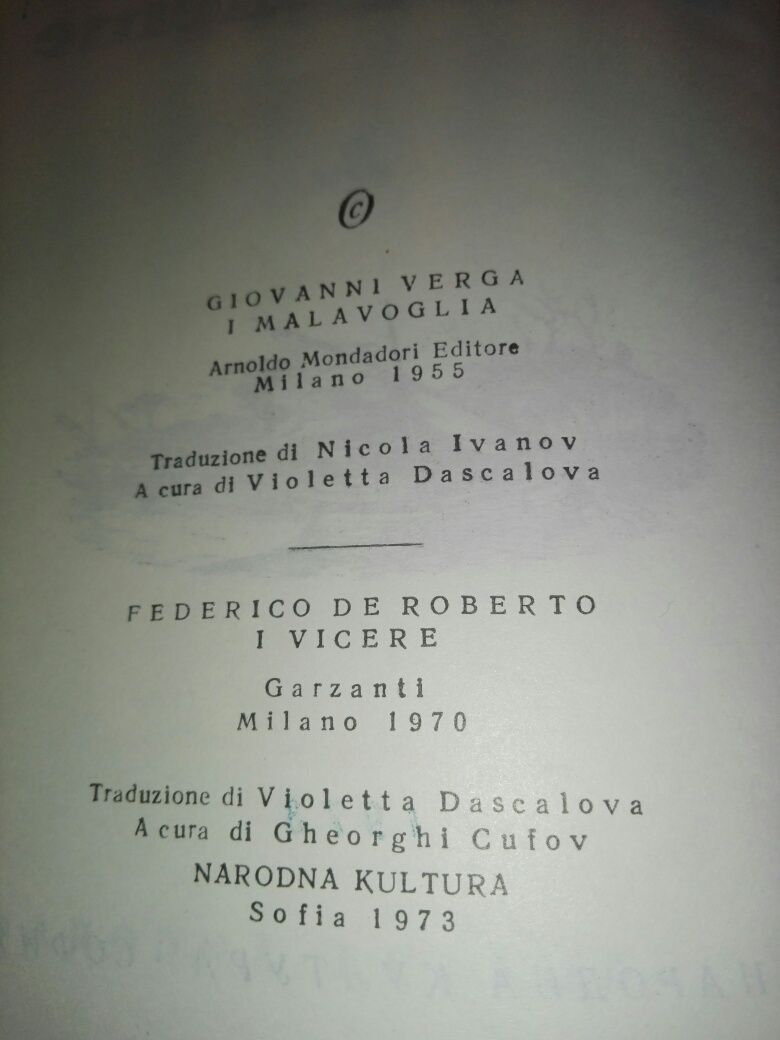 ©
GIOVANNI VERGA
I MALAVOGLIA
Arnoldo Mondadori Editore
Milano 1955
Traduzione di Nicola Ivanov
A cura di Violetta Dascalova
FEDERICO DE ROBERTO
I VICERE
Garzanti
Milano 1970
Traduzione di Violetta Dascalova
A cura di Gheorghi Cufov
NARODNA KULTURA
Sofia 1973